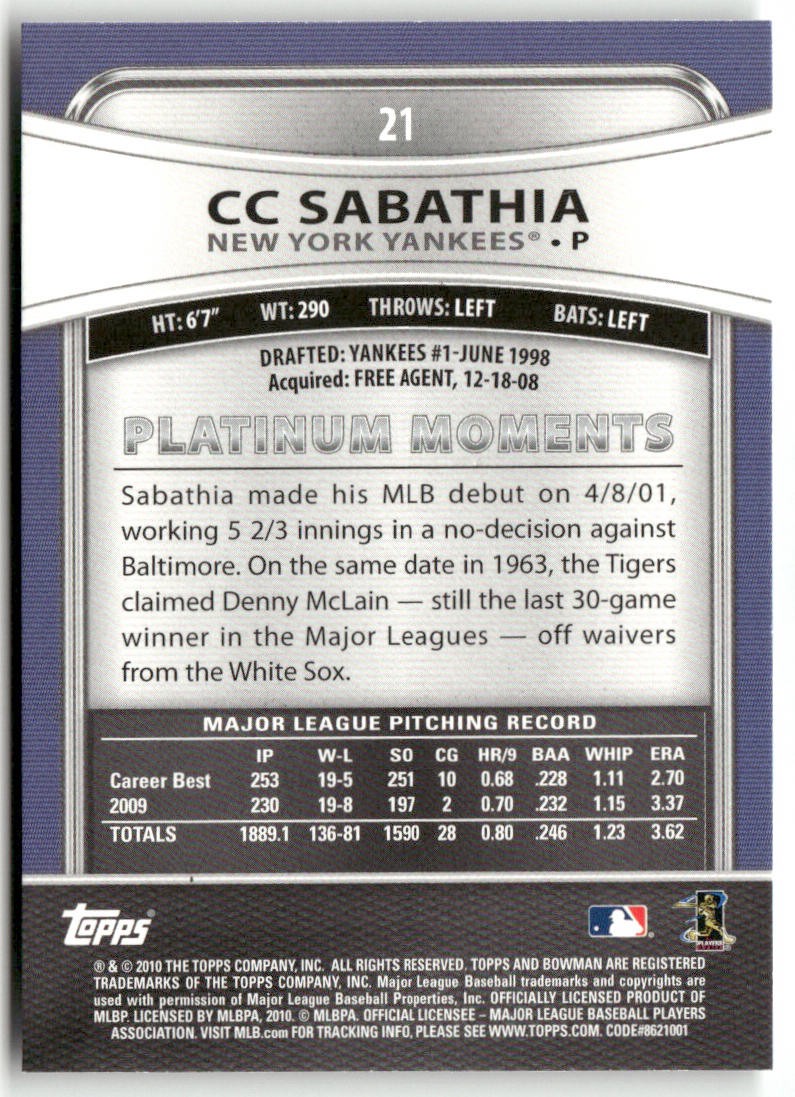 21
CC SABATHIA
NEW YORK YANKEES® • P
HT: 6'7" WT: 290 THROWS: LEFT BATS: LEFT
DRAFTED: YANKEES #1-JUNE 1998
Acquired: FREE AGENT, 12-18-08
PLATINUM MOMENTS
Sabathia made his MLB debut on 4/8/01,
working 5 2/3 innings in a no-decision against
Baltimore. On the same date in 1963, the Tigers
claimed Denny McLain — still the last 30-game
winner in the Major Leagues — off waivers
from the White Sox.
MAJOR LEAGUE PITCHING RECORD
IP W-L SO CG HR/9 BAA WHIP ERA
Career Best 253 19-5 251 10 0.68 .228 1.11 2.70
2009 230 19-8 197 2 0.70 .232 1.15 3.37
TOTALS 1889.1 136-81 1590 28 0.80 .246 1.23 3.62
Topps®
PLAYERS
® & © 2010 THE TOPPS COMPANY, INC. ALL RIGHTS RESERVED. TOPPS AND BOWMAN ARE REGISTERED
TRADEMARKS OF THE TOPPS COMPANY, INC. Major League Baseball trademarks and copyrights are
used with permission of Major League Baseball Properties, Inc. OFFICIALLY LICENSED PRODUCT OF
MLBP. LICENSED BY MLBPA, 2010. © MLBPA. OFFICIAL LICENSEE – MAJOR LEAGUE BASEBALL PLAYERS
ASSOCIATION. VISIT MLB.com FOR TRACKING INFO, PLEASE SEE WWW.TOPPS.COM. CODE#8621001